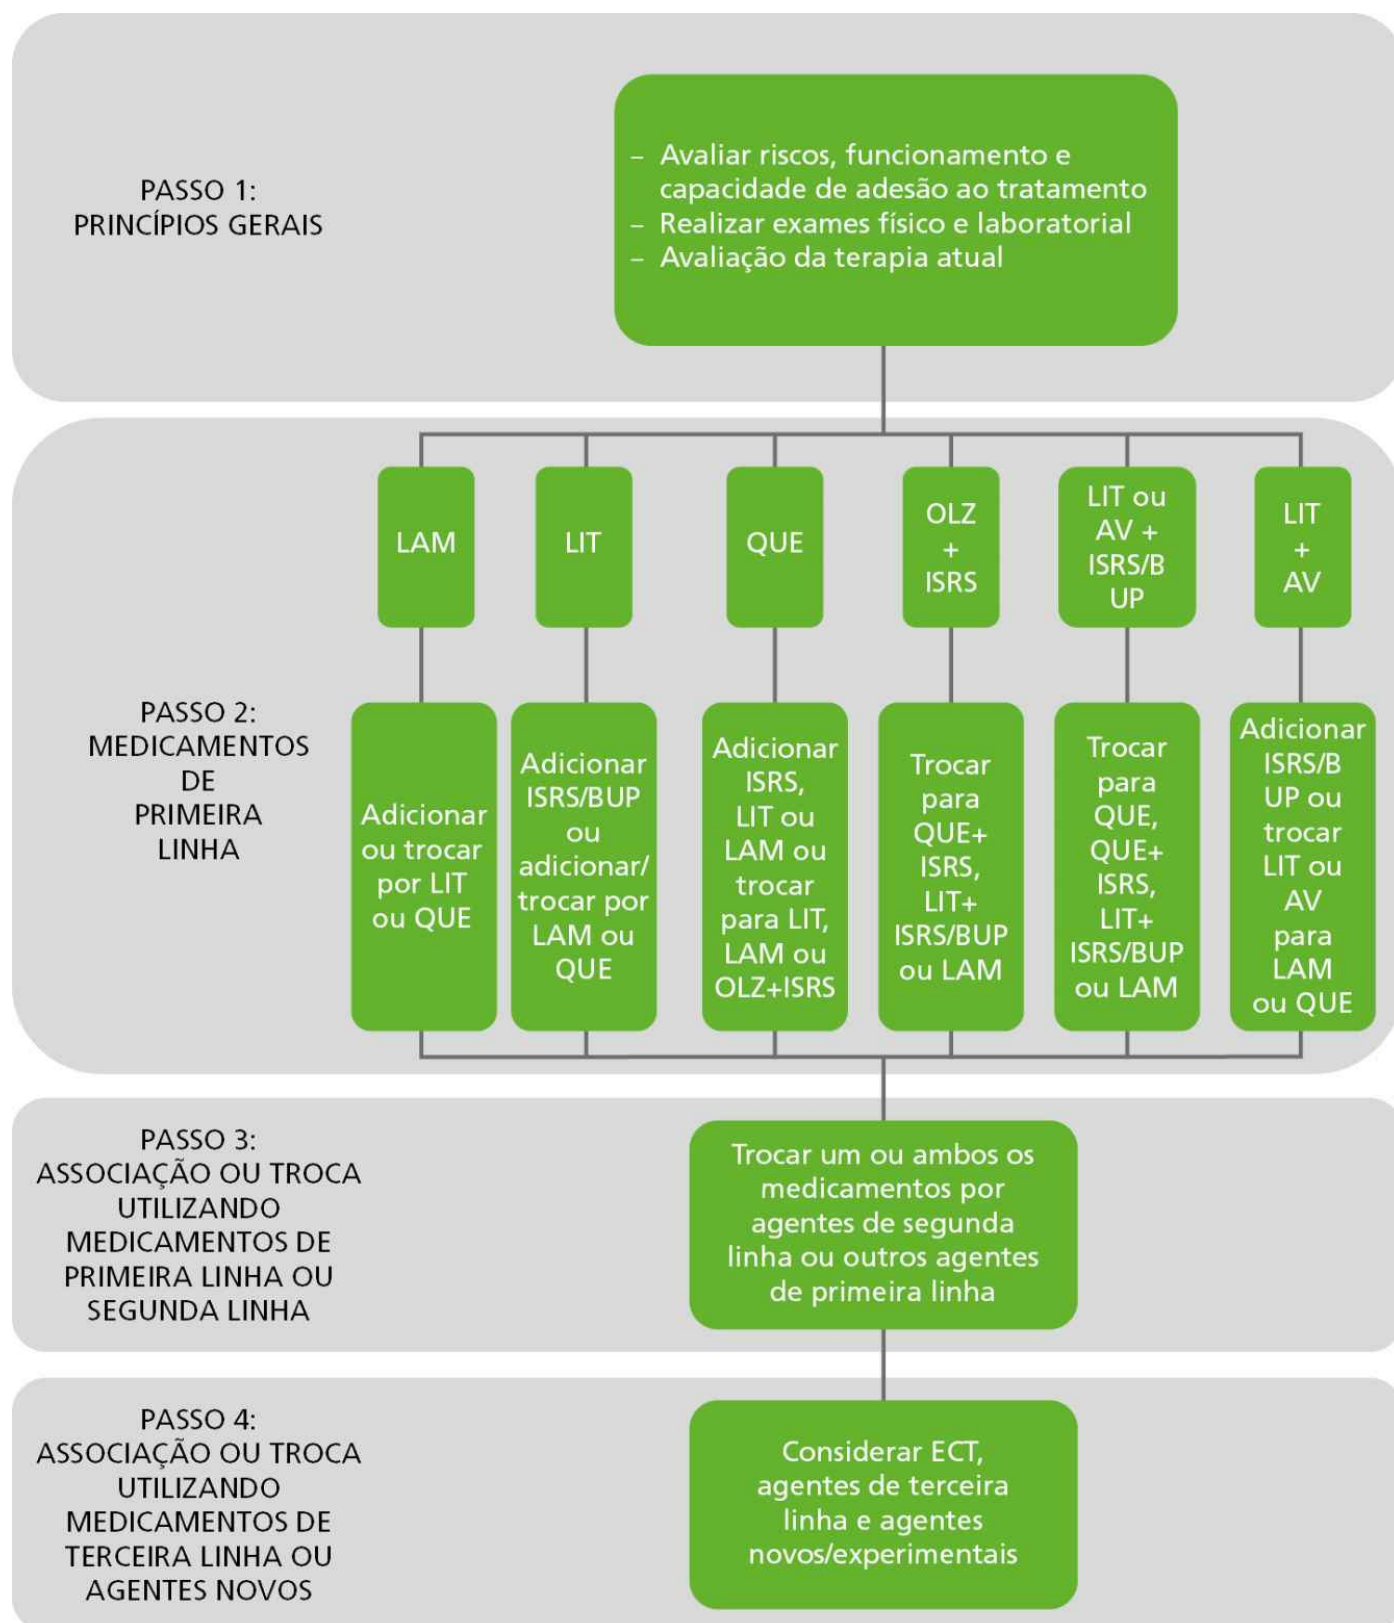 PASSO 1:
PRINCÍPIOS GERAIS
– Avaliar riscos, funcionamento e
capacidade de adesão ao tratamento
– Realizar exames físico e laboratorial
– Avaliação da terapia atual
PASSO 2:
MEDICAMENTOS
DE
PRIMEIRA
LINHA
LAM
LIT
QUE
OLZ
+
ISRS
LIT ou
AV +
ISRS/B
UP
LIT
+
AV
Adicionar
ou trocar
por LIT
ou QUE
Adicionar
ISRS/BUP
ou
adicionar/
trocar por
LAM ou
QUE
Adicionar
ISRS,
LIT ou
LAM ou
trocar
para LIT,
LAM ou
OLZ+ISRS
Trocar
para
QUE+
ISRS,
LIT+
ISRS/BUP
ou LAM
Trocar
para
QUE,
QUE+
ISRS,
LIT+
ISRS/BUP
ou LAM
Adicionar
ISRS/B
UP ou
trocar
LIT ou
AV
para
LAM
ou QUE
PASSO 3:
ASSOCIAÇÃO OU TROCA
UTILIZANDO
MEDICAMENTOS DE
PRIMEIRA LINHA OU
SEGUNDA LINHA
Trocar um ou ambos os
medicamentos por
agentes de segunda
linha ou outros agentes
de primeira linha
PASSO 4:
ASSOCIAÇÃO OU TROCA
UTILIZANDO
MEDICAMENTOS DE
TERCEIRA LINHA OU
AGENTES NOVOS
Considerar ECT,
agentes de terceira
linha e agentes
novos/experimentais